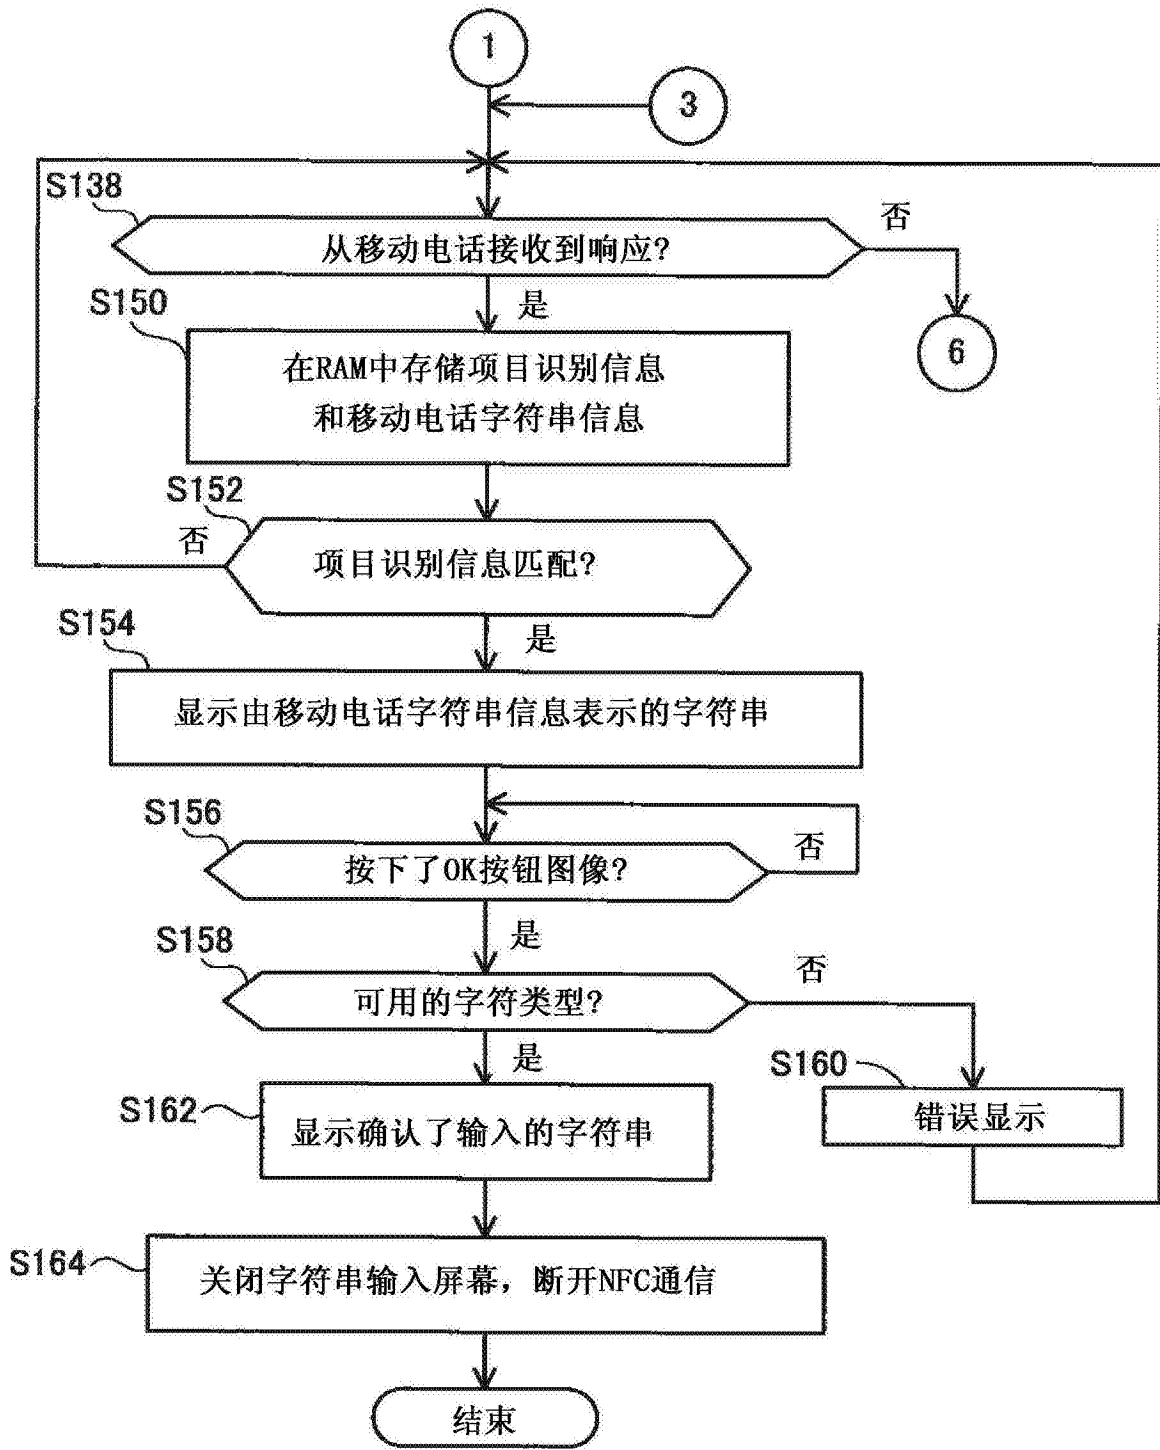 1
3
S138
否
从移动电话接收到响应?
S150
是
6
在RAM中存储项目识别信息
和移动电话字符串信息
S152
否
项目识别信息匹配?
S154
是
显示由移动电话字符串信息表示的字符串
S156
否
按下了OK按钮图像?
S158
是
否
可用的字符类型?
是
S160
S162
错误显示
显示确认了输入的字符串
S164
关闭字符串输入屏幕，断开NFC通信
结束